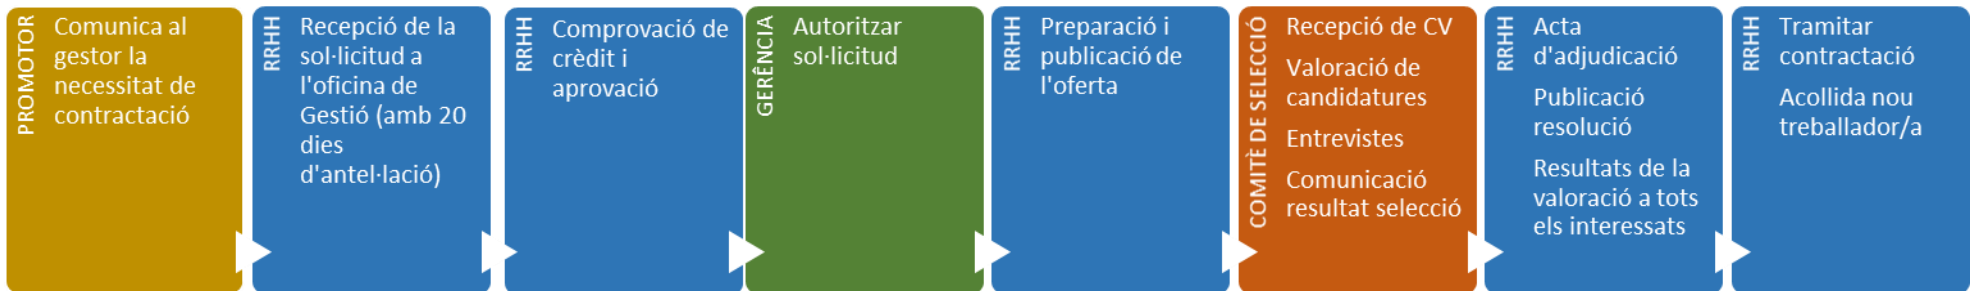 PROMOTOR
Comunica al
gestor la
necessitat de
contractació
RRHH
Recepció de la
sol·licitud a
l'oficina de
Gestió (amb 20
dies
d'antel·lació)
RRHH
Comprovació de
crèdit i
aprovació
GERÈNCIA
Autoritzar
sol·licitud
RRHH
Preparació i
publicació de
l'oferta
COMITÈ DE SELECCIÓ
Recepció de CV
Valoració de
candidatures
Entrevistes
Comunicació
resultat selecció
RRHH
Acta
d'adjudicació
Publicació
resolució
Resultats de la
valoració a tots
els interessats
RRHH
Tramitar
contractació
Acollida nou
treballador/a